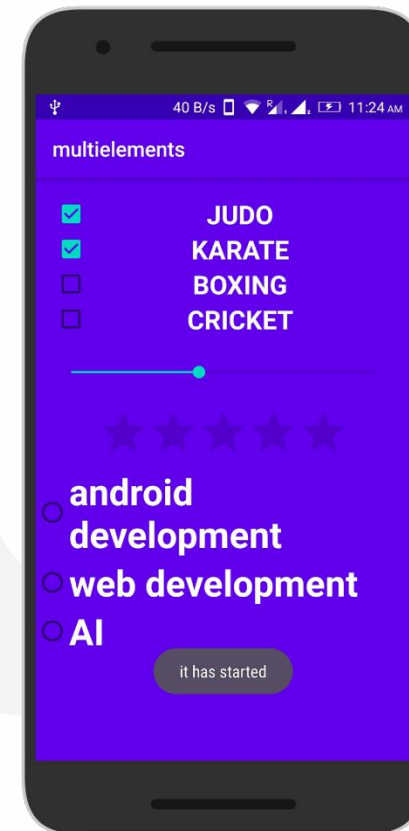 40 B/s R 11:24 AM
multielements
JUDO
KARATE
BOXING
CRICKET
android
development
web development
AI
it has started